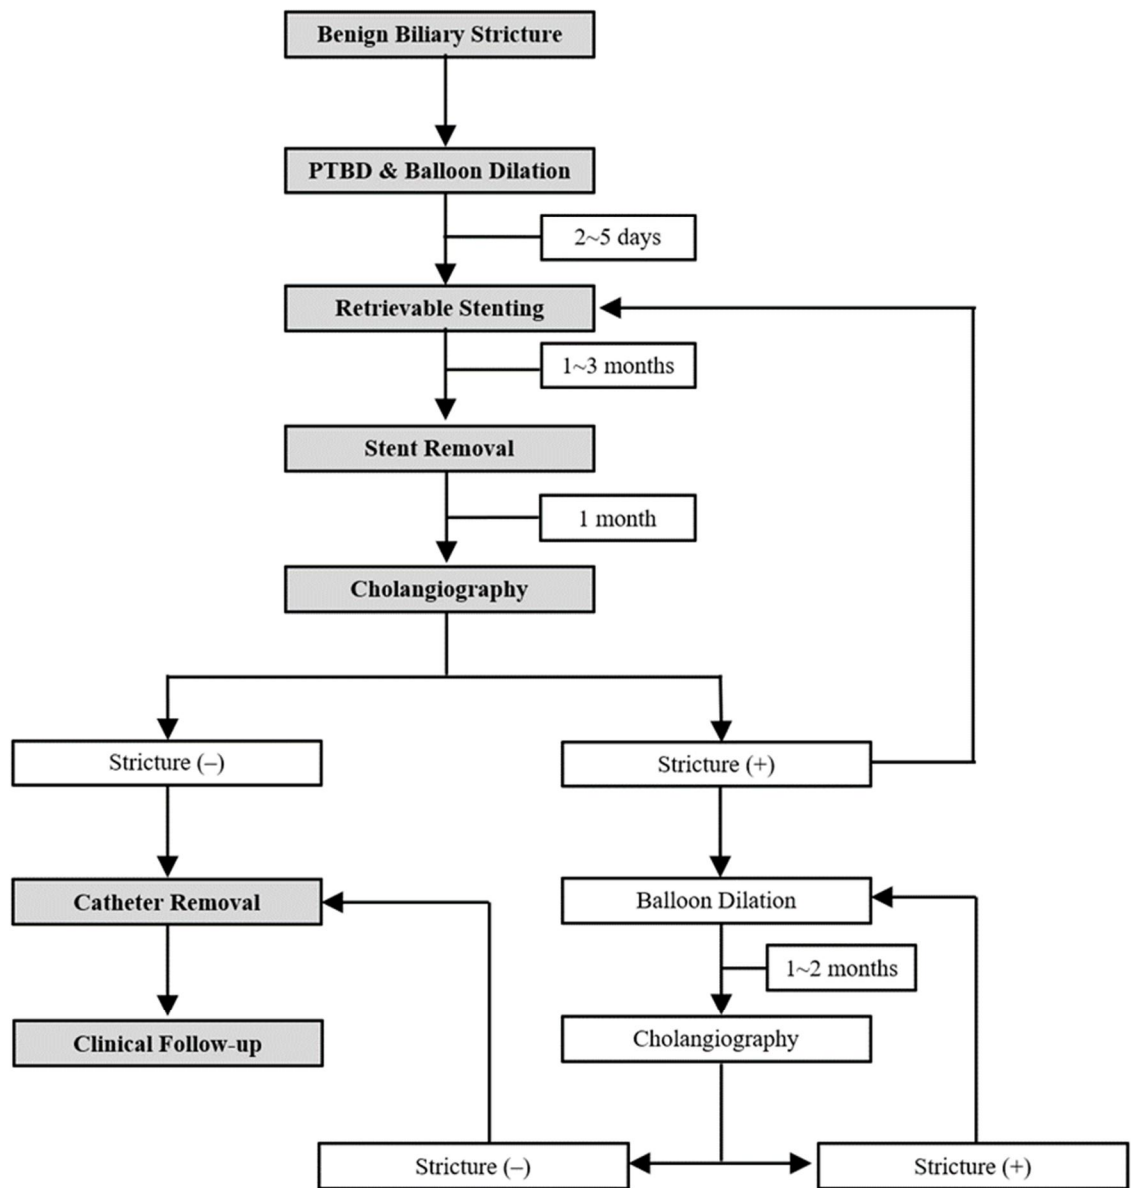 Benign Biliary Stricture
PTBD & Balloon Dilation
2~5 days
Retrievable Stenting
1~3 months
Stent Removal
1 month
Cholangiography
Stricture (–)
Stricture (+)
Catheter Removal
Balloon Dilation
1~2 months
Clinical Follow-up
Cholangiography
Stricture (–)
Stricture (+)